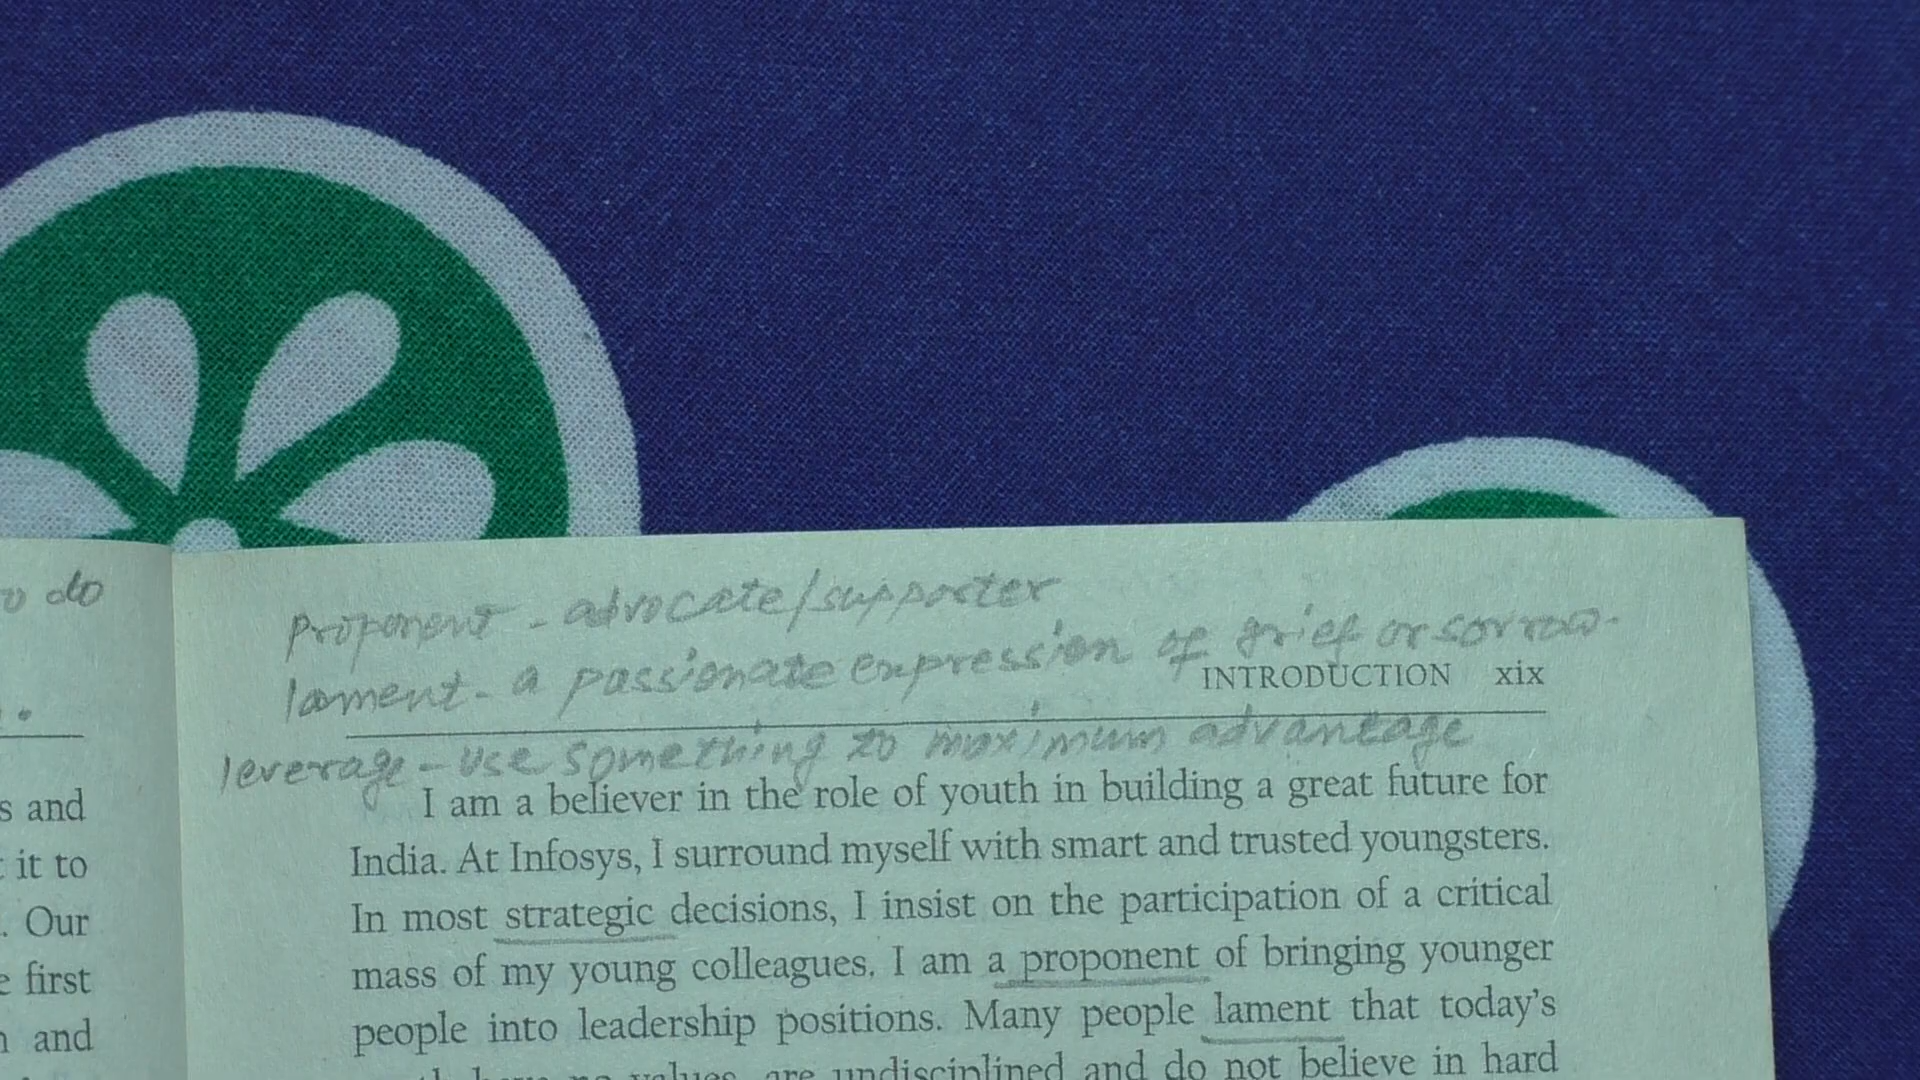 o do
s and
it to
. Our
first
and
Proponent - advocate/supporter
lament - a passionate expression of grief or sorrow.
INTRODUCTION xix
leverage - use something to maximum advantage
I am a believer in the role of youth in building a great future for
India. At Infosys, I surround myself with smart and trusted youngsters.
In most strategic decisions, I insist on the participation of a critical
mass of my young colleagues. I am a proponent of bringing younger
people into leadership positions. Many people lament that today's
no values, are undisciplined and do not believe in hard